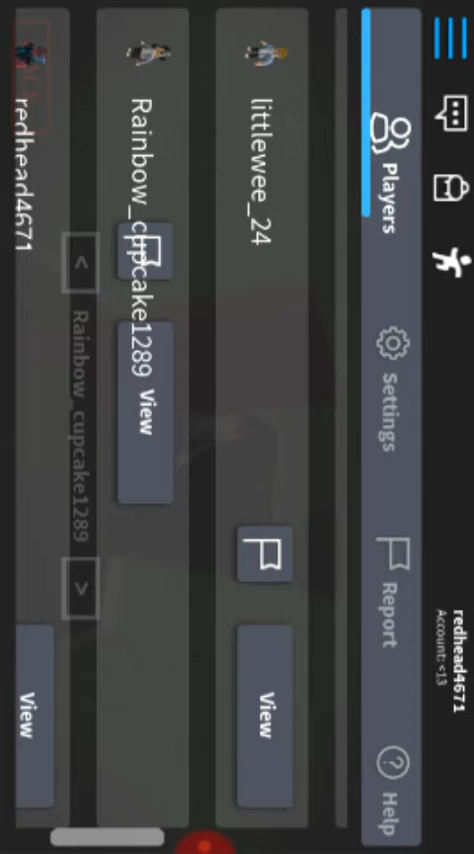 redhead4671
Account: <13
Players
Settings
Report
Help
littlewee_24
View
Rainbow_cupcake1289
View
< Rainbow_cupcake1289 >
redhead4671
View